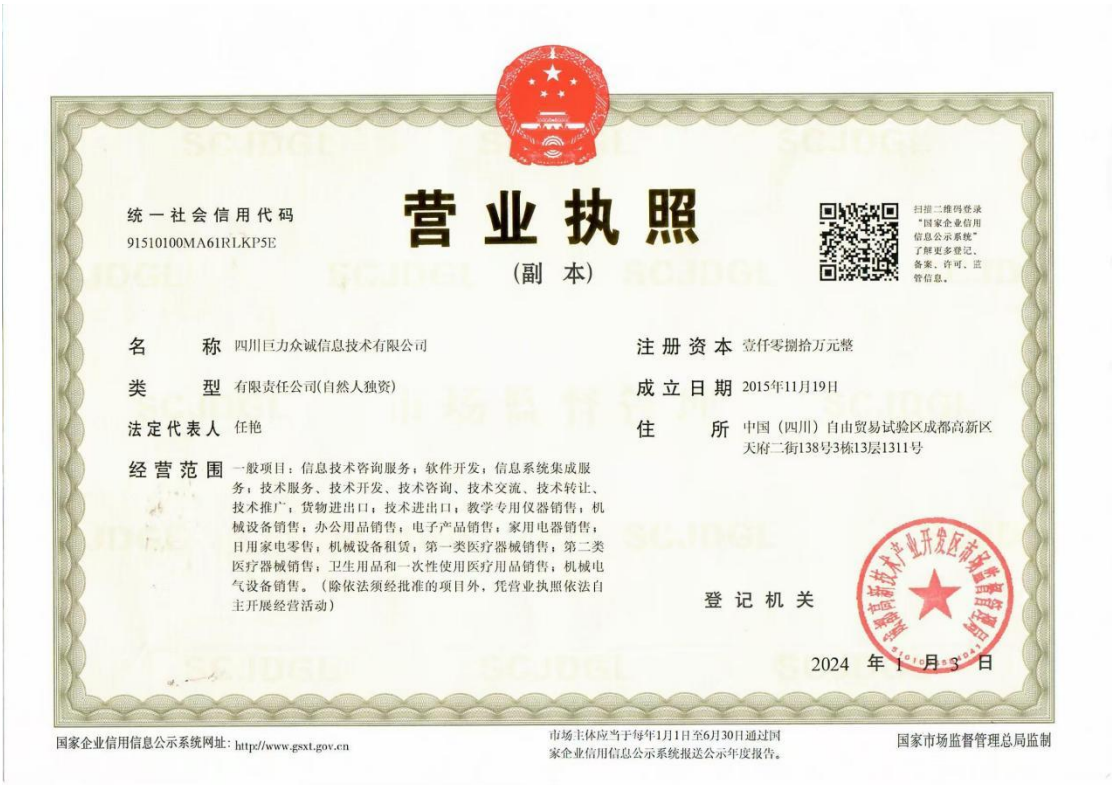 营业执照
(副 本)
统一社会信用代码
91510100MA61RLKP5E
扫描二维码登录
“国家企业信用
信息公示系统”
了解更多登记、
备案、许可、监
管信息。
名 称 四川巨力众诚信息技术有限公司
类 型 有限责任公司(自然人独资)
法定代表人 任艳
经营范围 一般项目：信息技术咨询服务；软件开发；信息系统集成服
务；技术服务、技术开发、技术咨询、技术交流、技术转让、
技术推广；货物进出口；技术进出口；教学专用仪器销售；机
械设备销售；办公用品销售；电子产品销售；家用电器销售；
日用家电零售；机械设备租赁；第一类医疗器械销售；第二类
医疗器械销售；卫生用品和一次性使用医疗用品销售；机械电
气设备销售。（除依法须经批准的项目外，凭营业执照依法自
主开展经营活动）
注册资本 壹仟零捌拾万元整
成立日期 2015年11月19日
住 所 中国（四川）自由贸易试验区成都高新区
天府二街138号3栋13层1311号
登记机关
2024 年 1 月 3 日
国家企业信用信息公示系统网址：http://www.gsxt.gov.cn
市场主体应当于每年1月1日至6月30日通过国
家企业信用信息公示系统报送公示年度报告。
国家市场监督管理总局监制